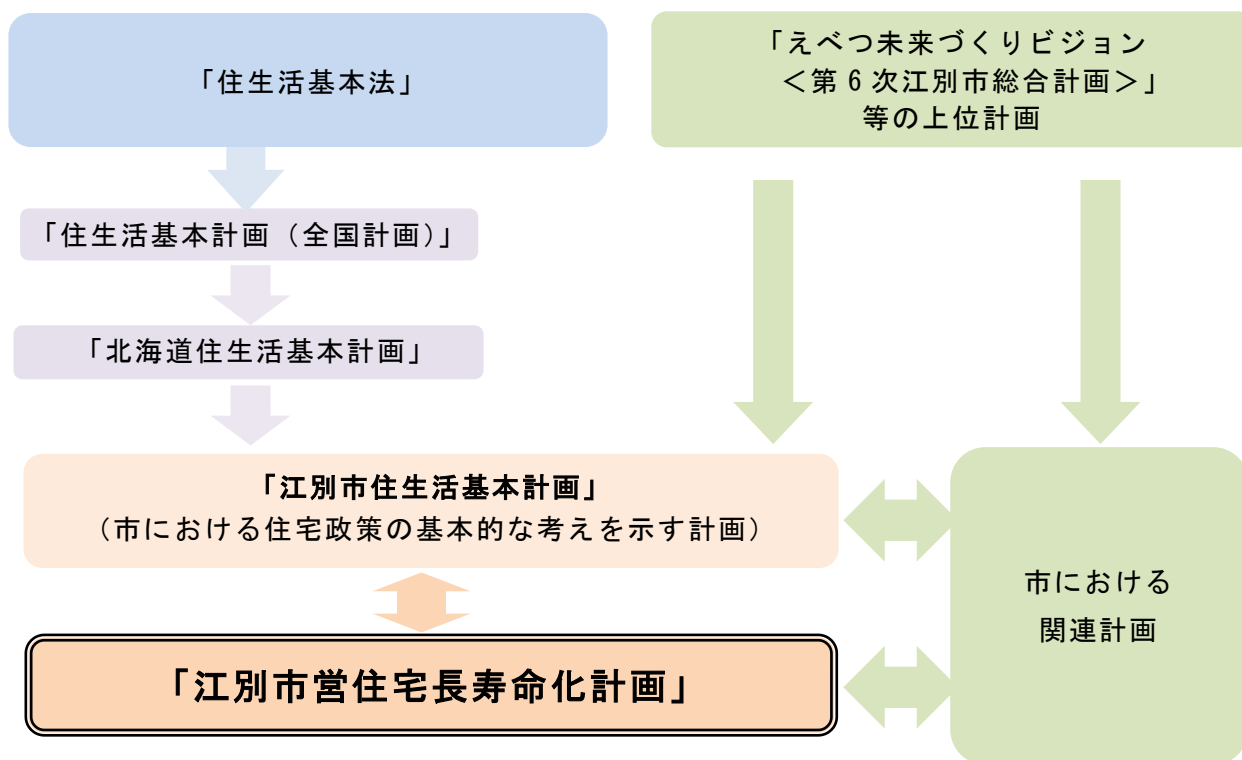 「住生活基本法」
「えべつ未来づくりビジョン
＜第６次江別市総合計画＞」
等の上位計画
「住生活基本計画（全国計画）」
「北海道住生活基本計画」
「江別市住生活基本計画」
（市における住宅政策の基本的な考えを示す計画）
市における
関連計画
「江別市営住宅長寿命化計画」